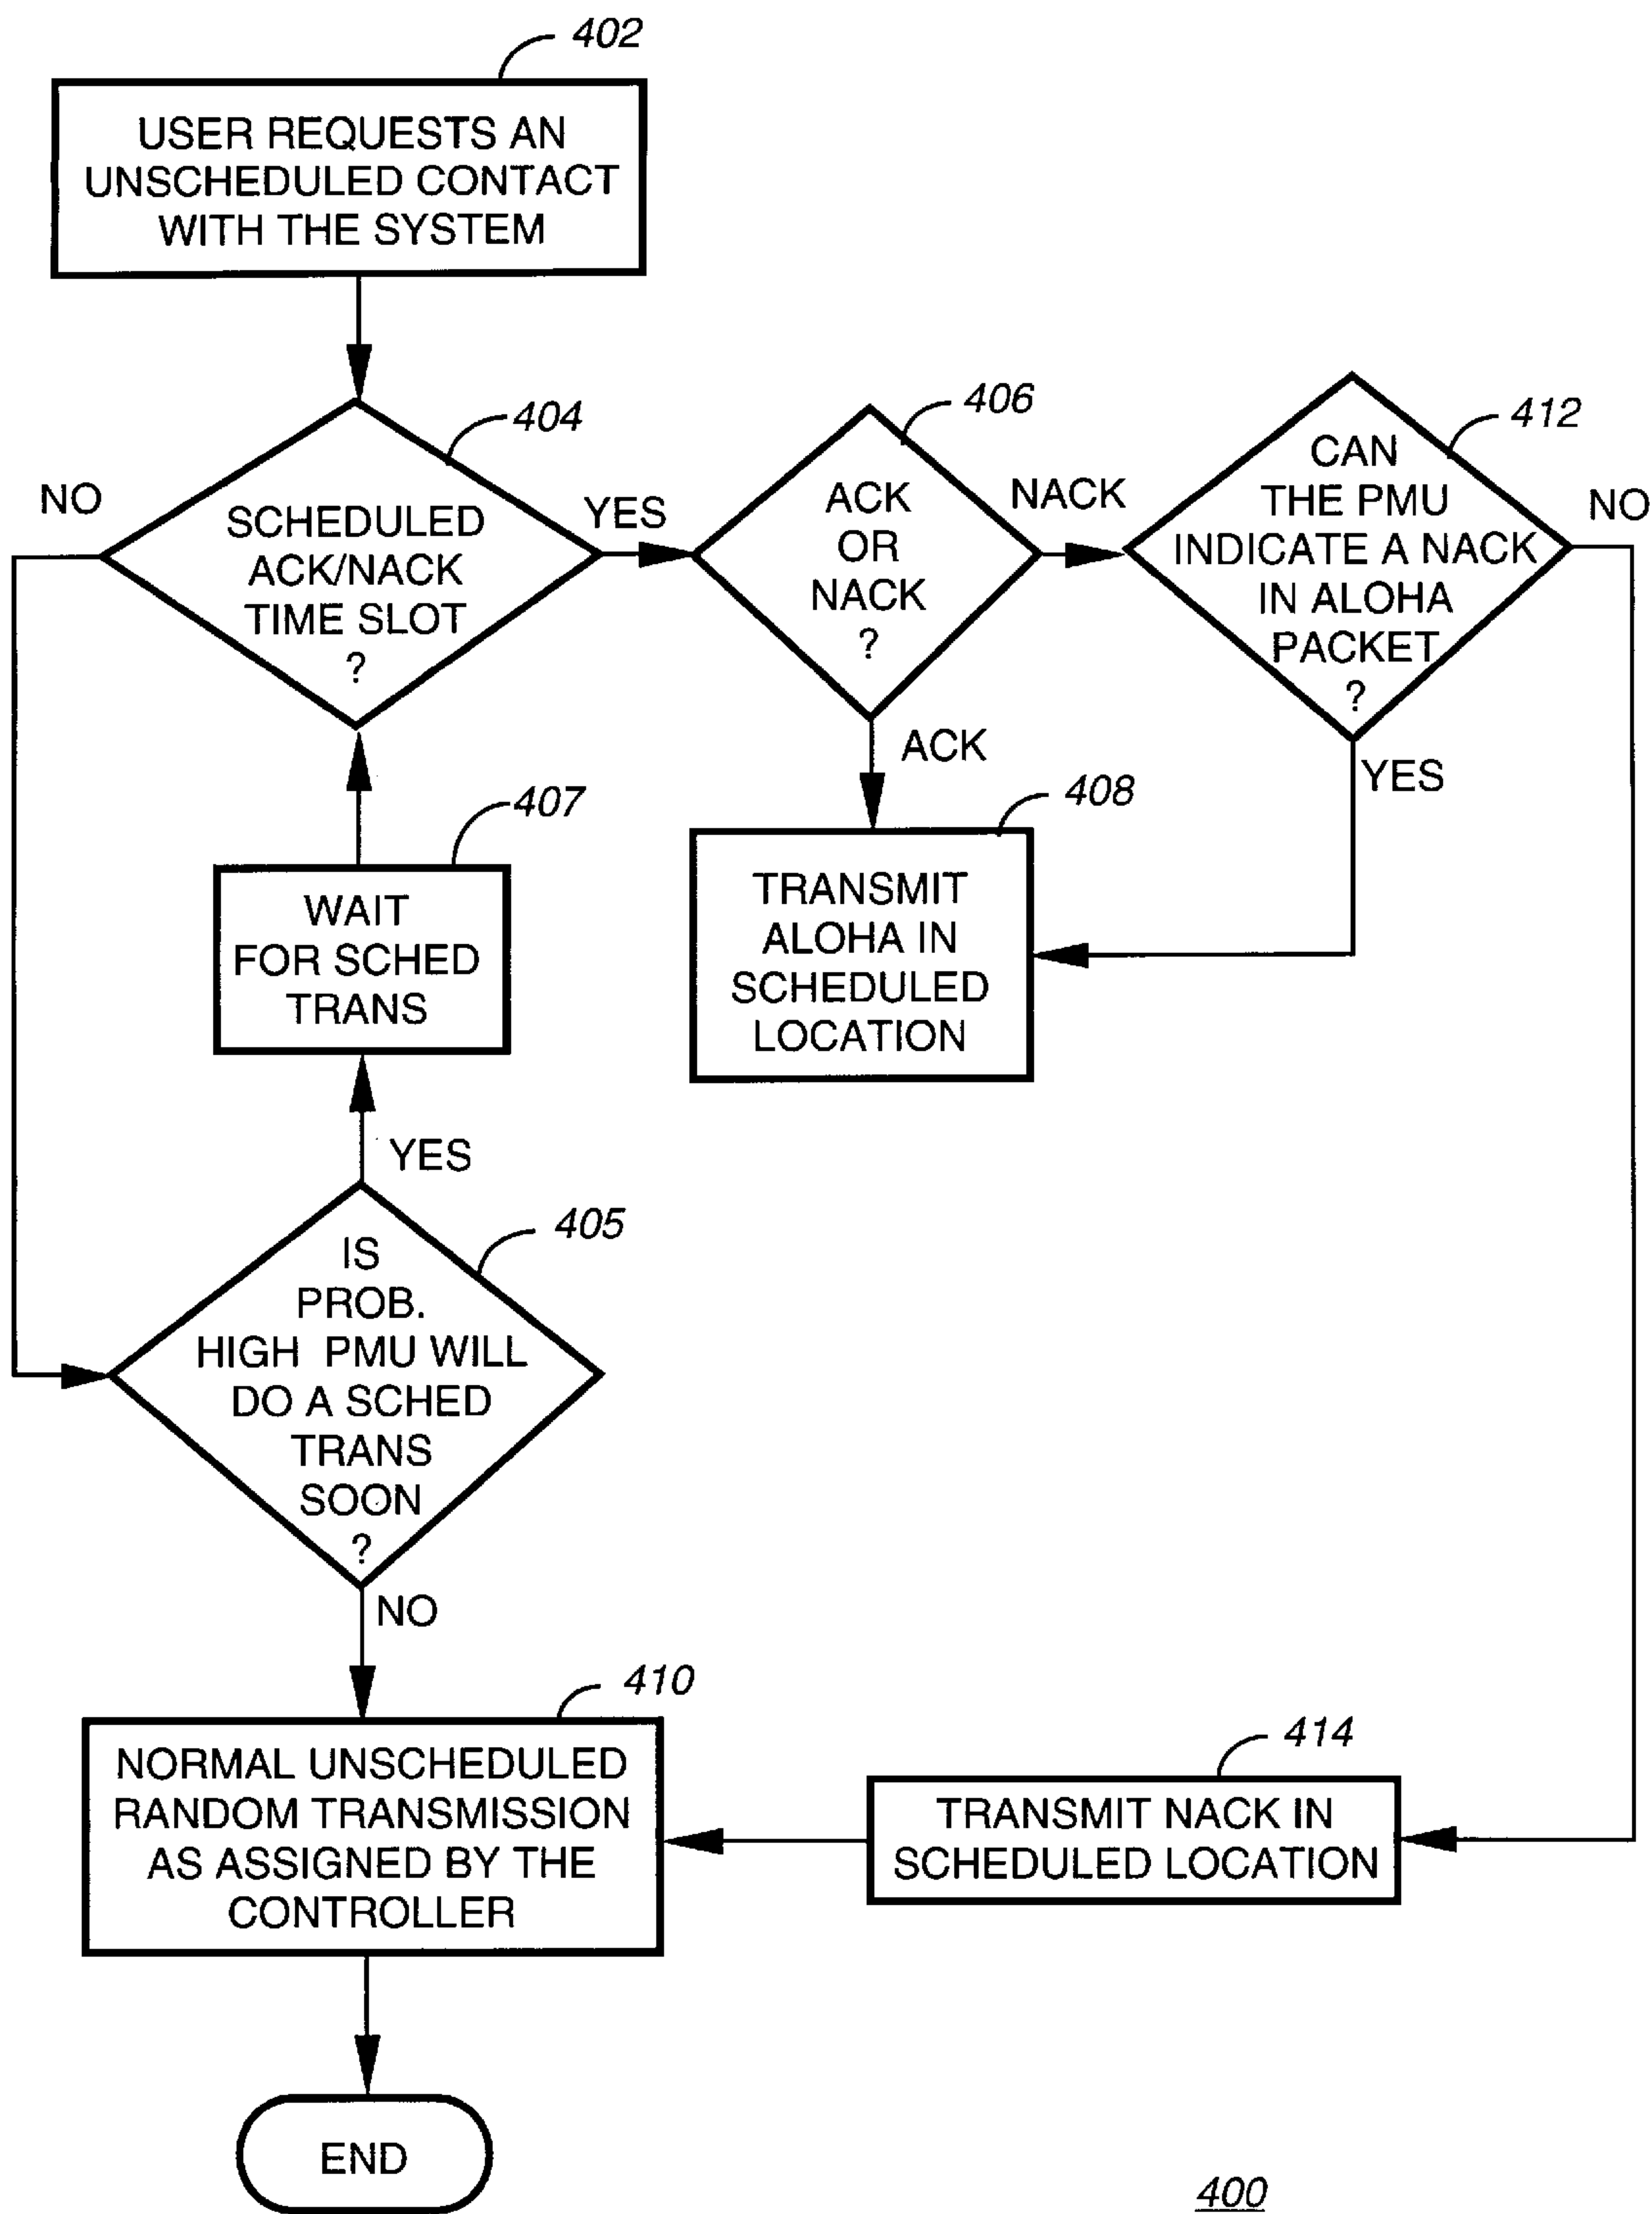 402
USER REQUESTS AN
UNSCHEDULED CONTACT
WITH THE SYSTEM
404
NO
SCHEDULED
ACK/NACK
TIME SLOT
?
YES
406
ACK
OR
NACK
?
NACK
412
CAN
THE PMU
INDICATE A NACK
IN ALOHA
PACKET
?
NO
ACK
YES
407
WAIT
FOR SCHED
TRANS
408
TRANSMIT
ALOHA IN
SCHEDULED
LOCATION
YES
405
IS
PROB.
HIGH PMU WILL
DO A SCHED
TRANS
SOON
?
NO
410
NORMAL UNSCHEDULED
RANDOM TRANSMISSION
AS ASSIGNED BY THE
CONTROLLER
414
TRANSMIT NACK IN
SCHEDULED LOCATION
END
400